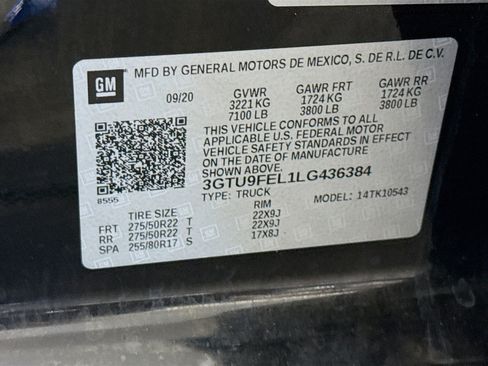 GM
MFD BY GENERAL MOTORS DE MEXICO, S. DE R.L. DE C.V.
09/20 GVWR GAWR FRT GAWR RR
3221 KG 1724 KG 1724 KG
7100 LB 3800 LB 3800 LB
THIS VEHICLE CONFORMS TO ALL
APPLICABLE U.S. FEDERAL MOTOR
VEHICLE SAFETY STANDARDS IN EFFECT
ON THE DATE OF MANUFACTURE
3GTU9FEL1LG436384
8555 TYPE: TRUCK MODEL: 14TK10543
TIRE SIZE RIM
FRT 275/50R22 T 22X9J
RR 275/50R22 T 22X9J
SPA 255/80R17 S 17X8J